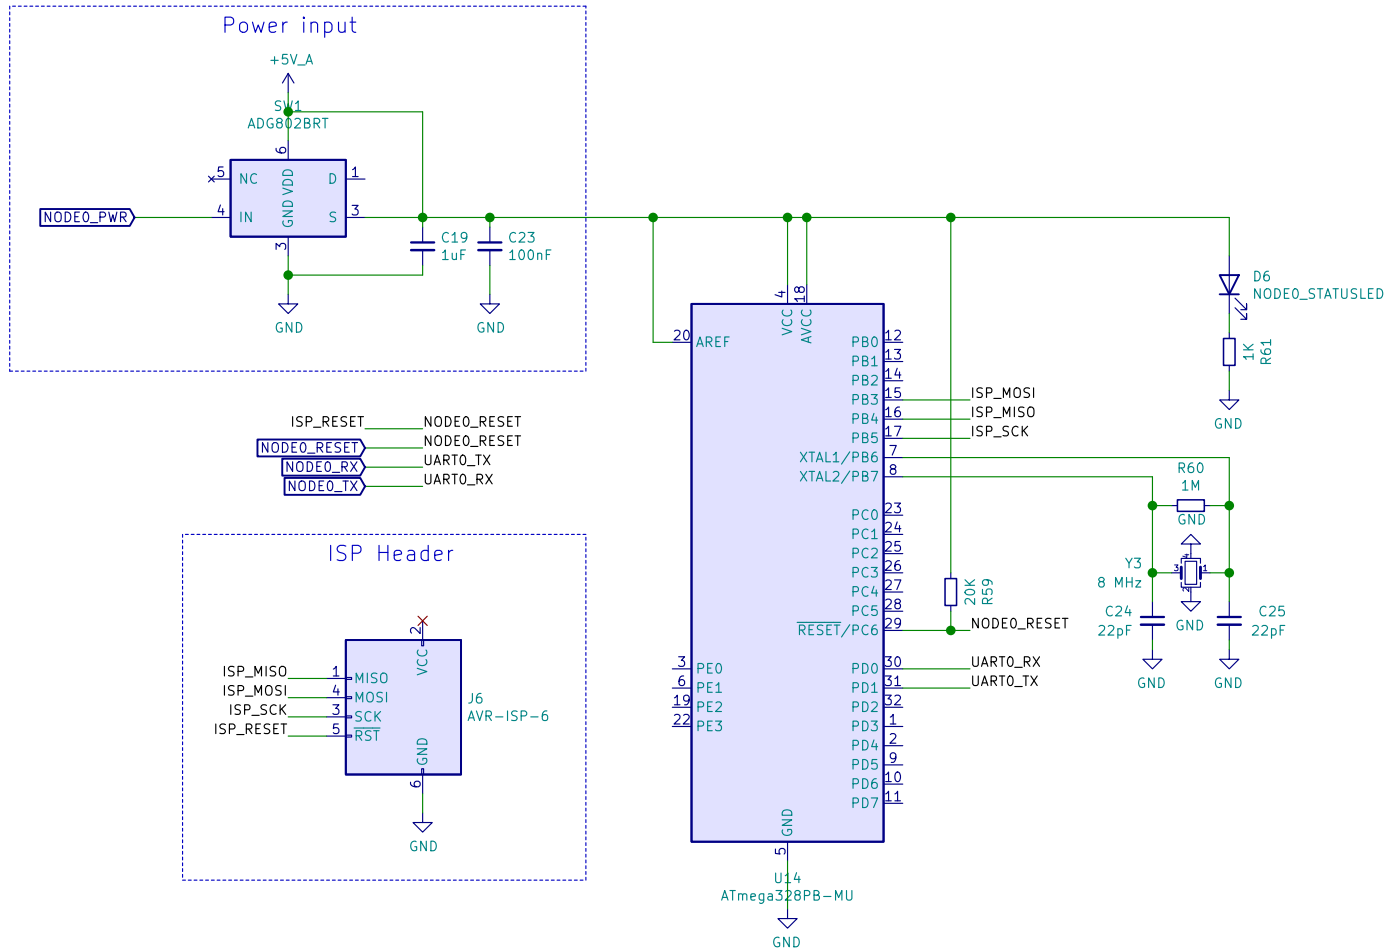 Power input
+5V_A
SW1
ADG802BRT
6
5
NC
VDD
D
1
NODE0_PWR
4
IN
GND
S
3
3
GND
C19
1uF
C23
100nF
GND
D6
NODE0_STATUSLED
1K
R61
GND
ISP_RESET
NODE0_RESET
NODE0_RESET
NODE0_RESET
NODE0_RX
UART0_TX
NODE0_TX
UART0_RX
ISP Header
2
VCC
ISP_MISO
1
MISO
ISP_MOSI
4
MOSI
ISP_SCK
3
SCK
ISP_RESET
5
RST
GND
6
GND
J6
AVR-ISP-6
4
18
VCC
AVCC
20
AREF
PB0
12
PB1
13
PB2
14
PB3
15
ISP_MOSI
PB4
16
ISP_MISO
PB5
17
ISP_SCK
XTAL1/PB6
7
XTAL2/PB7
8
PC0
23
PC1
24
PC2
25
PC3
26
PC4
27
PC5
28
RESET/PC6
29
NODE0_RESET
20K
R59
3
PE0
6
PE1
19
PE2
22
PE3
PD0
30
UART0_RX
PD1
31
UART0_TX
PD2
32
PD3
1
PD4
2
PD5
9
PD6
10
PD7
11
GND
5
U14
ATmega328PB-MU
GND
R60
1M
GND
Y3
8 MHz
4
3
1
2
GND
C24
22pF
GND
C25
22pF
GND